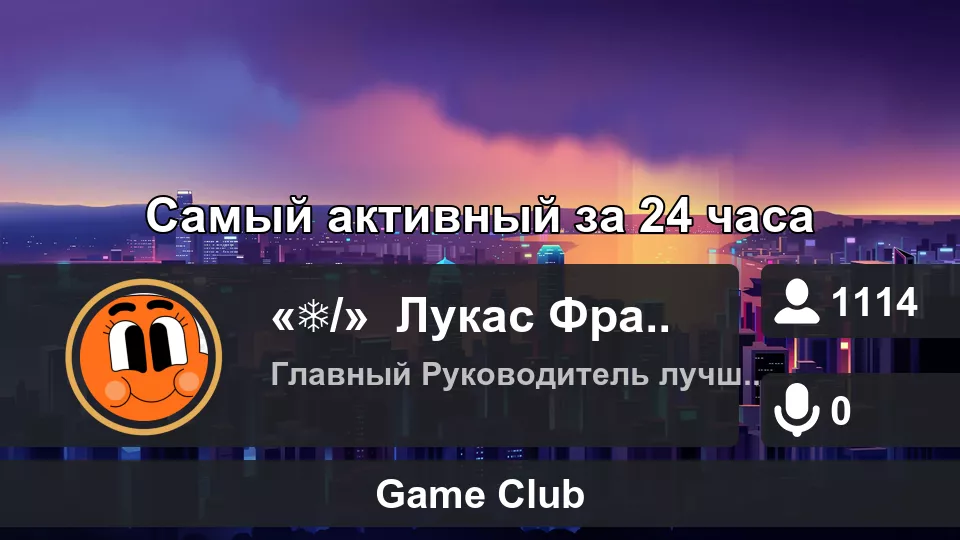 Самый активный за 24 часа
«❄/» Лукас Фра..
1114
Главный Руководитель лучш..
0
Game Club